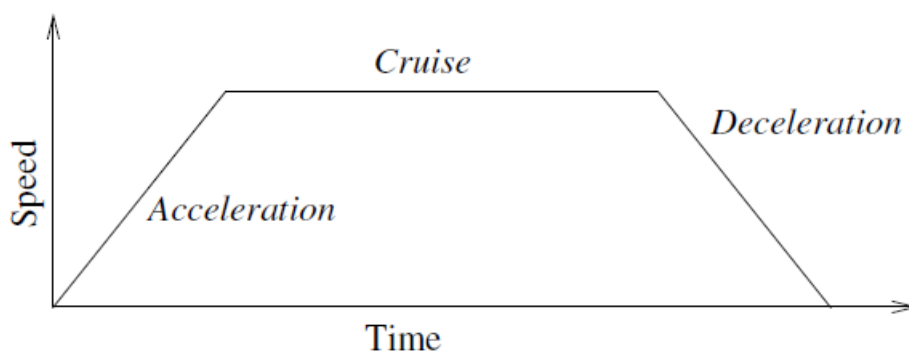 Cruise
Deceleration
Acceleration
Speed
Time